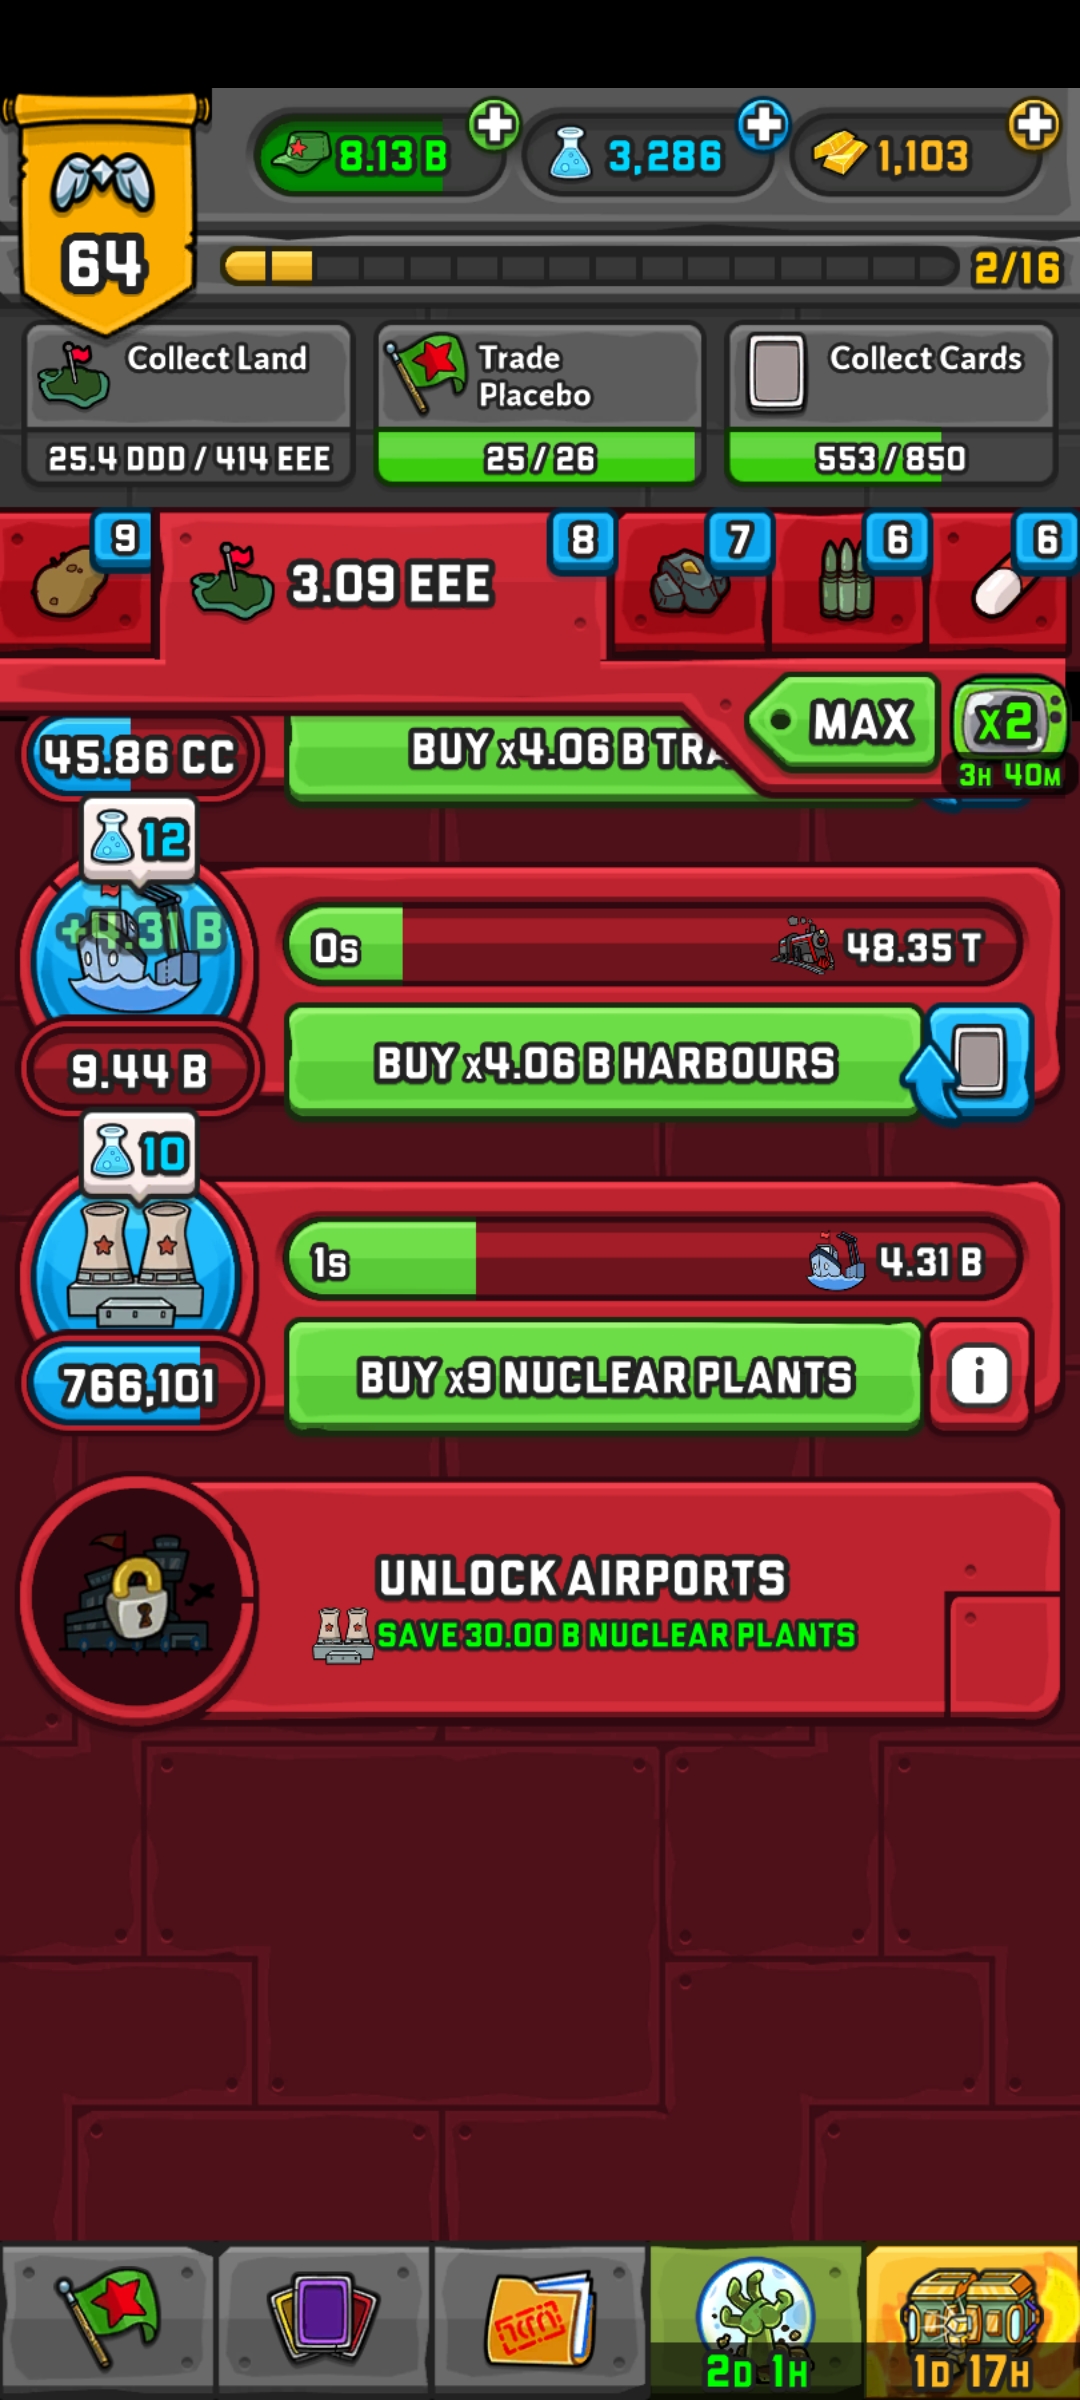 64
8.13 B
3,286
1,103
2/16
Collect Land
25.4 DDD / 414 EEE
Trade
Placebo
25 / 26
Collect Cards
553 / 850
9
3.09 EEE
8
7
6
6
MAX
x2
3H 40M
45.86 CC
BUY x4.06 B TRA
12
+4.31 B
0s
48.35 T
9.44 B
BUY x4.06 B HARBOURS
10
1s
4.31 B
766,101
BUY x9 NUCLEAR PLANTS
i
UNLOCK AIRPORTS
SAVE 30.00 B NUCLEAR PLANTS
2D 1H
1D 17H